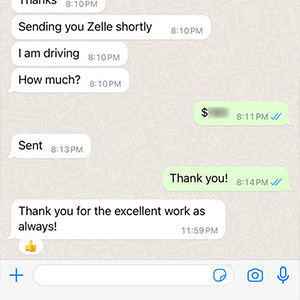 Thanks 8:10 PM
Sending you Zelle shortly 8:10 PM
I am driving 8:10 PM
How much? 8:10 PM
$ 8:11 PM
Sent 8:13 PM
Thank you! 8:14 PM
Thank you for the excellent work as
always! 11:59 PM